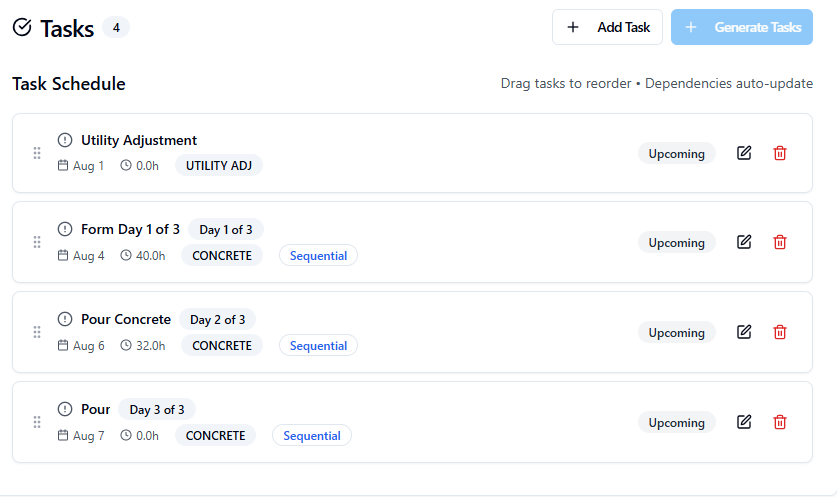 Tasks 4 + Add Task + Generate Tasks
Task Schedule Drag tasks to reorder • Dependencies auto-update
Utility Adjustment
Aug 1 0.0h UTILITY ADJ Upcoming
Form Day 1 of 3 Day 1 of 3
Aug 4 40.0h CONCRETE Sequential Upcoming
Pour Concrete Day 2 of 3
Aug 6 32.0h CONCRETE Sequential Upcoming
Pour Day 3 of 3
Aug 7 0.0h CONCRETE Sequential Upcoming